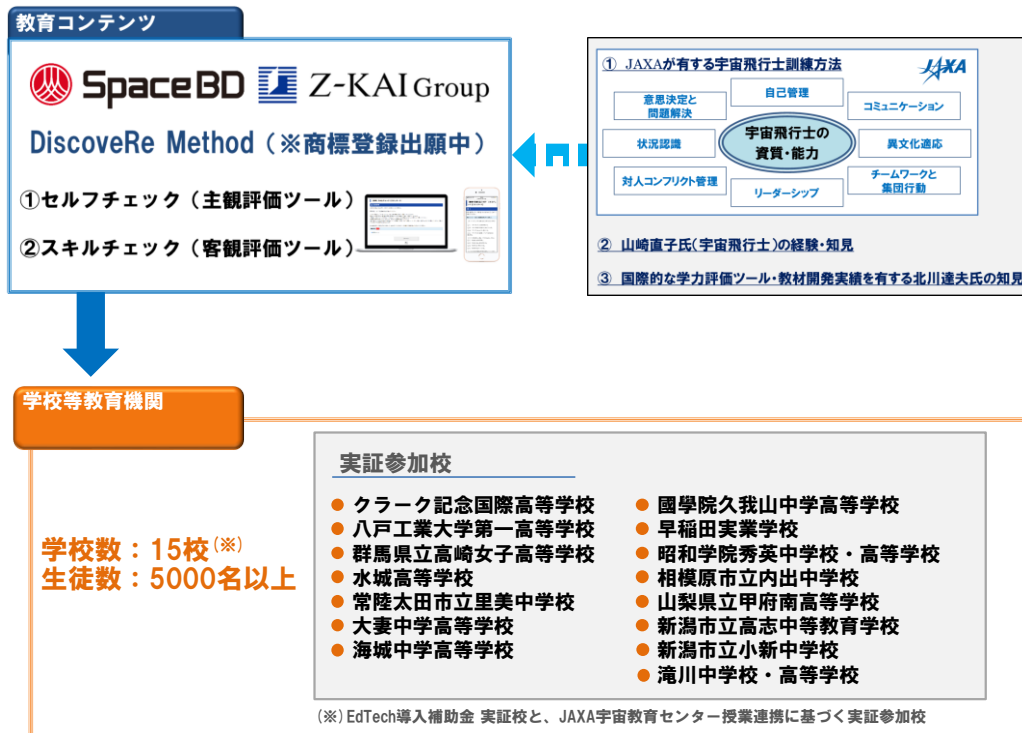 教育コンテンツ
SpaceBD Z-KAI Group
DiscoveRe Method（※商標登録出願中）
①セルフチェック（主観評価ツール）
②スキルチェック（客観評価ツール）
① JAXAが有する宇宙飛行士訓練方法
JAXA
自己管理
意思決定と
問題解決
コミュニケーション
状況認識
宇宙飛行士の
資質・能力
異文化適応
対人コンフリクト管理
リーダーシップ
チームワークと
集団行動
② 山崎直子氏（宇宙飛行士）の経験・知見
③ 国際的な学力評価ツール・教材開発実績を有する北川達夫氏の知見
学校等教育機関
学校数：15校(※)
生徒数：5000名以上
実証参加校
● クラーク記念国際高等学校
● 八戸工業大学第一高等学校
● 群馬県立高崎女子高等学校
● 水城高等学校
● 常陸太田市立里美中学校
● 大妻中学高等学校
● 海城中学高等学校
● 國學院久我山中学高等学校
● 早稲田実業学校
● 昭和学院秀英中学校・高等学校
● 相模原市立内出中学校
● 山梨県立甲府南高等学校
● 新潟市立高志中等教育学校
● 新潟市立小新中学校
● 滝川中学校・高等学校
(※)EdTech導入補助金 実証校と、JAXA宇宙教育センター授業連携に基づく実証参加校